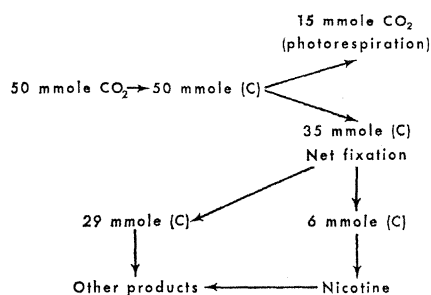 15 mmole CO₂
(photorespiration)
50 mmole CO₂→50 mmole (C)
35 mmole (C)
Net fixation
29 mmole (C)
6 mmole (C)
Other products
Nicotine